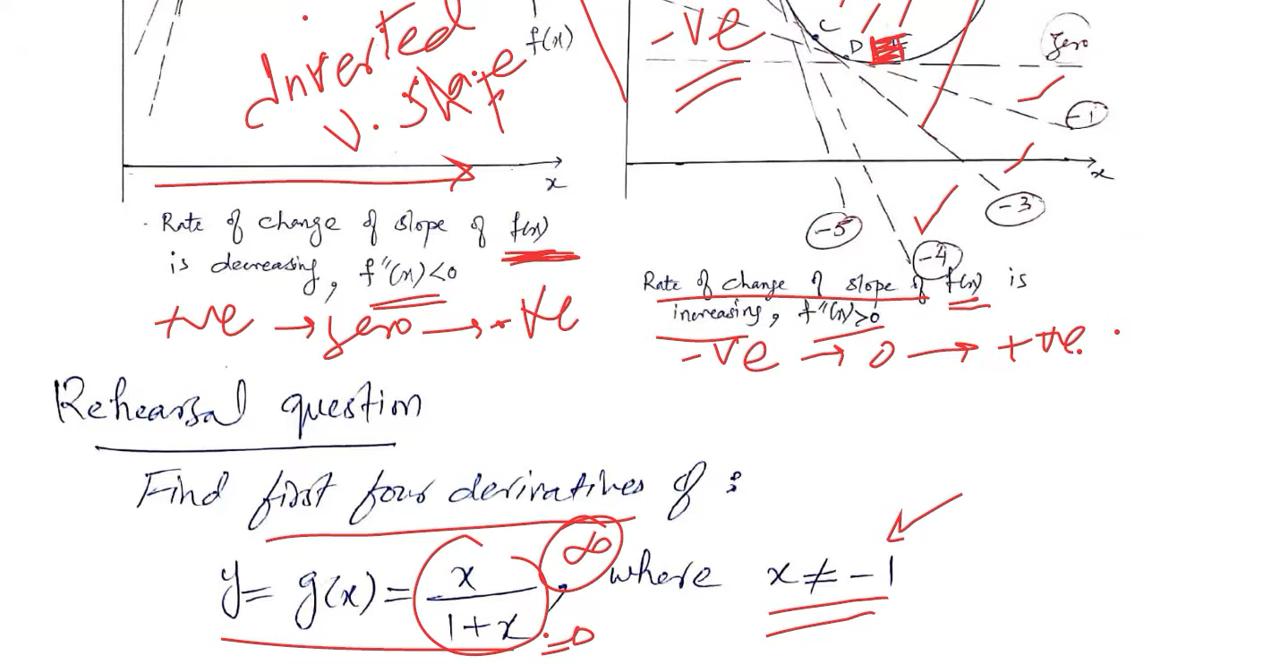 Inverted
U. Shape
f(x)
x
Rate of change of slope of f(x)
is decreasing, f''(x)<0
+ve → zero → -ve
-ve
C
D
E
zero
-1
-3
-5
-4
x
Rate of change of slope of f(x) is
increasing, f''(x)>0
-ve → 0 → +ve.
Rehearsal question
Find first four derivatives of :
y = g(x) = x/1+x, where x ≠ -1
∞
=0